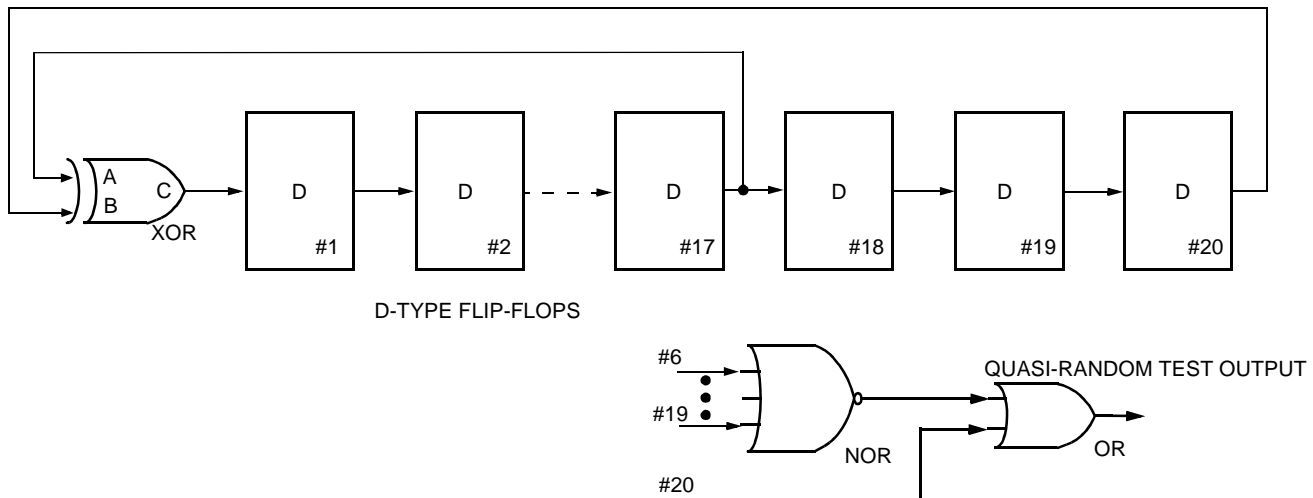 A
B
C
XOR
D
#1
D
#2
D
#17
D
#18
D
#19
D
#20
D-TYPE FLIP-FLOPS
#6
#19
#20
NOR
QUASI-RANDOM TEST OUTPUT
OR